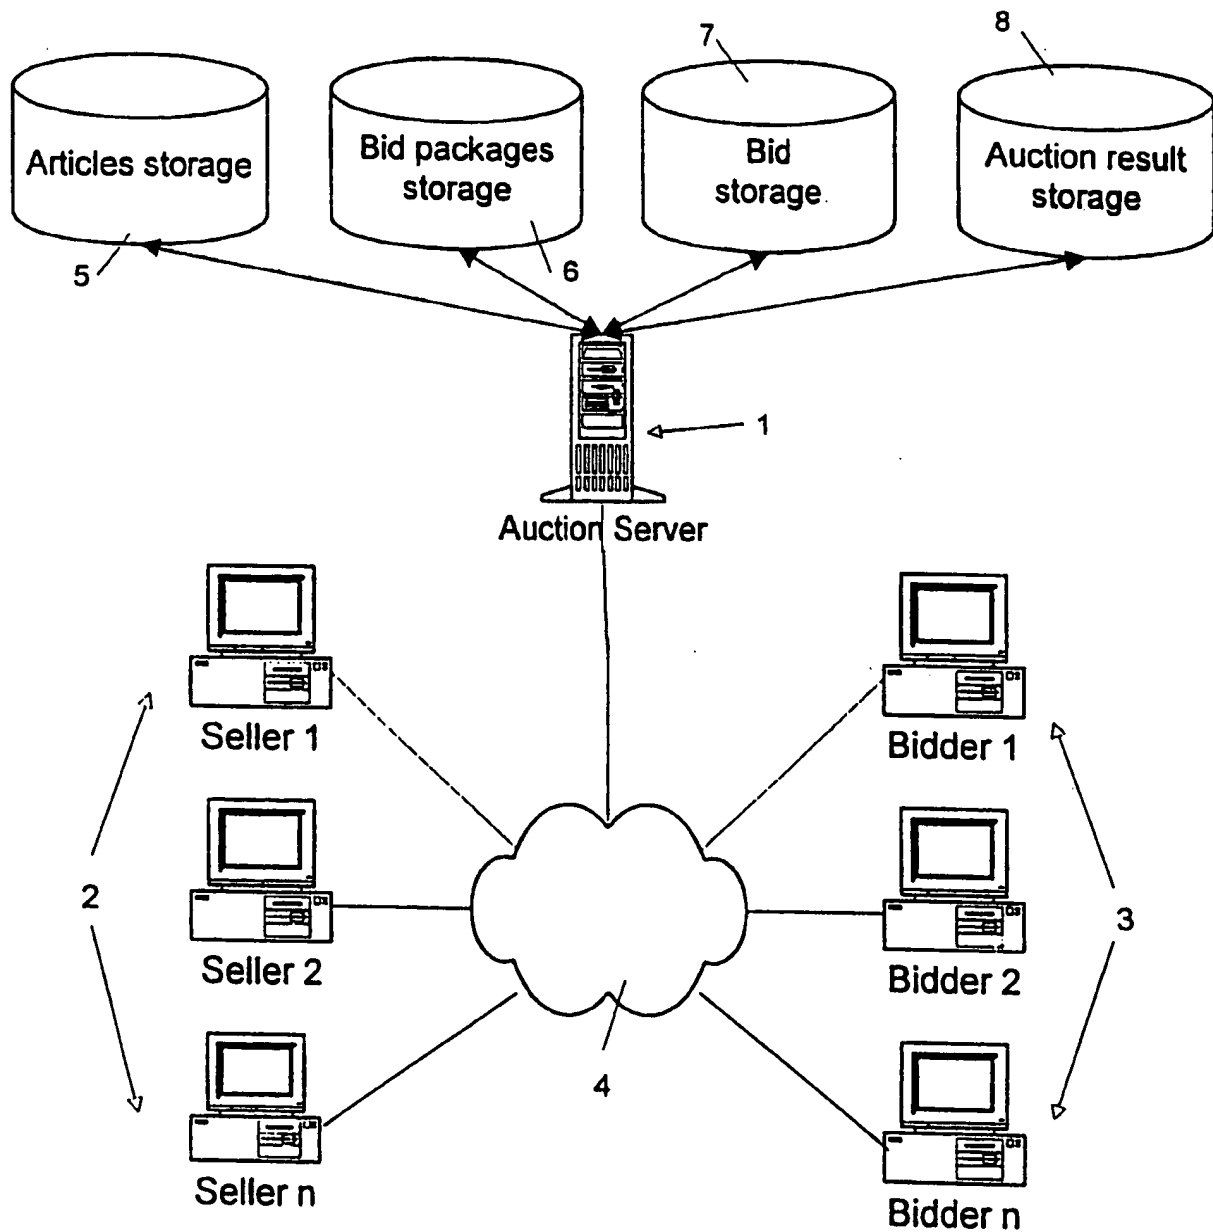 7
8
Articles storage
Bid packages
storage
Bid
storage
Auction result
storage
5
6
1
Auction Server
Seller 1
Bidder 1
2
3
Seller 2
Bidder 2
4
Seller n
Bidder n